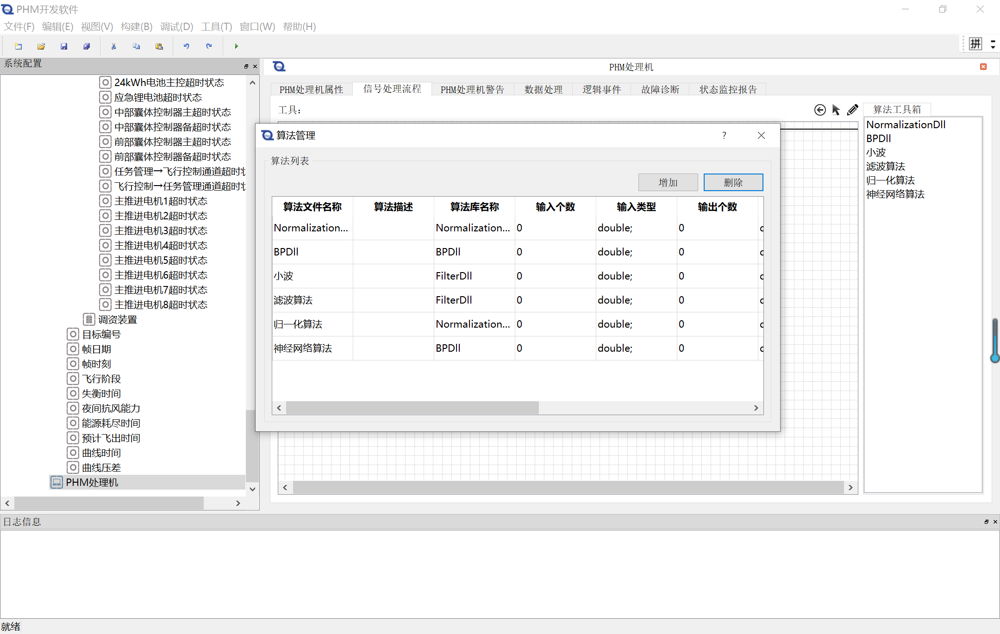 PHM开发软件
文件(F) 编辑(E) 视图(V) 构建(B) 调试(D) 工具(T) 窗口(W) 帮助(H)
拼
系统配置
24kWh电池主控超时状态
应急锂电池超时状态
中部囊体控制器主超时状态
中部囊体控制器备超时状态
前部囊体控制器主超时状态
前部囊体控制器备超时状态
任务管理→飞行控制通道超时
飞行控制→任务管理通道超时
主推进电机1超时状态
主推进电机2超时状态
主推进电机3超时状态
主推进电机4超时状态
主推进电机5超时状态
主推进电机6超时状态
主推进电机7超时状态
主推进电机8超时状态
调资装置
目标编号
帧日期
帧时刻
飞行阶段
失衡时间
夜间抗风能力
能源耗尽时间
预计飞出时间
曲线时间
曲线压差
PHM处理机
PHM处理机
PHM处理机属性 信号处理流程 PHM处理机警告 数据处理 逻辑事件 故障诊断 状态监控报告
工具：
算法工具箱
NormalizationDll
BPDll
小波
滤波算法
归一化算法
神经网络算法
算法管理
?
算法列表
增加 删除
算法文件名称 算法描述 算法库名称 输入个数 输入类型 输出个数
Normalization... Normalization... 0 double; 0
BPDll BPDll 0 double; 0
小波 FilterDll 0 double; 0
滤波算法 FilterDll 0 double; 0
归一化算法 Normalization... 0 double; 0
神经网络算法 BPDll 0 double; 0
日志信息
就绪